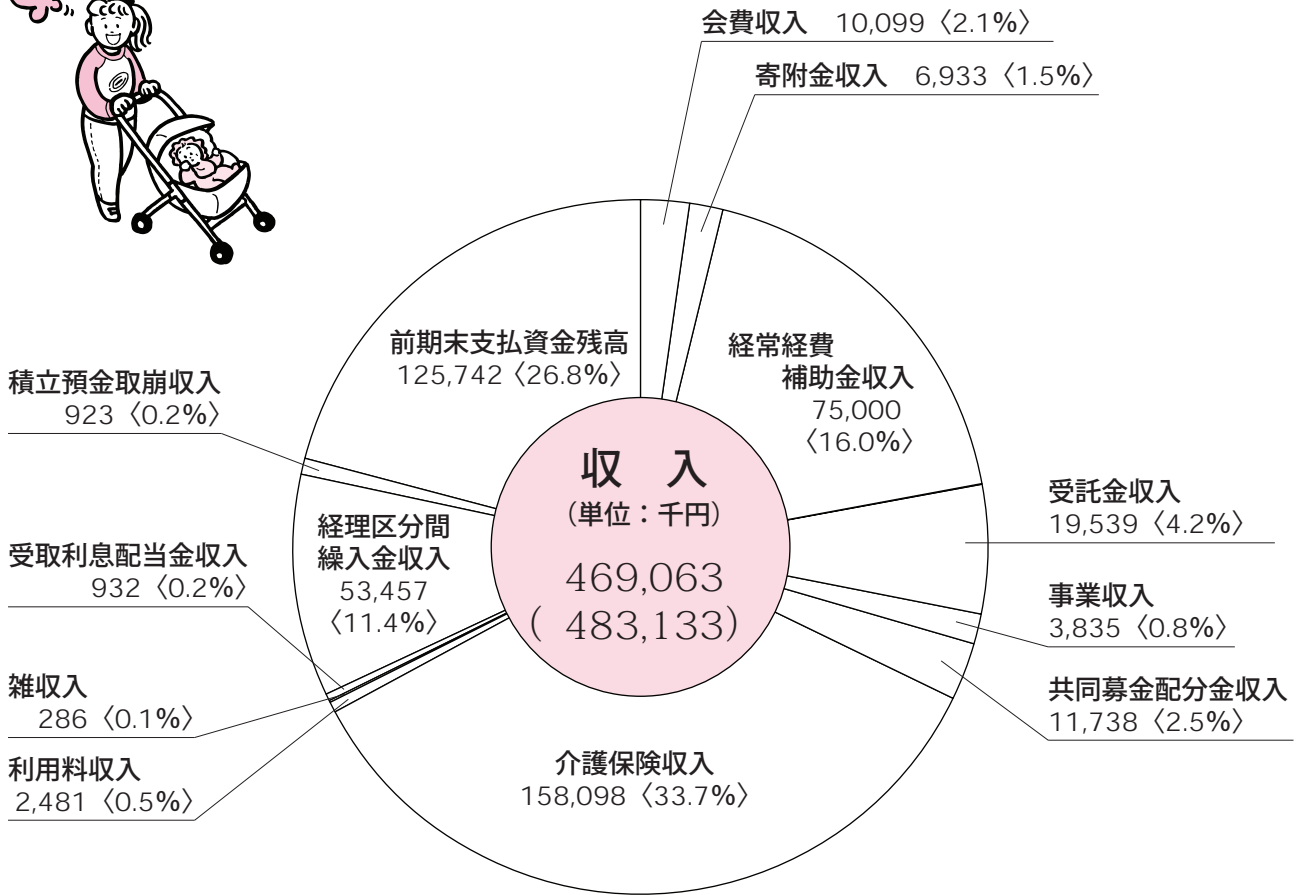 会費収入 10,099〈2.1%〉
寄附金収入 6,933〈1.5%〉
前期末支払資金残高
125,742〈26.8%〉
経常経費
補助金収入
75,000
〈16.0%〉
積立預金取崩収入
923〈0.2%〉
収 入
（単位：千円）
469,063
( 483,133)
受託金収入
19,539〈4.2%〉
経理区分間
繰入金収入
53,457
〈11.4%〉
受取利息配当金収入
932〈0.2%〉
事業収入
3,835〈0.8%〉
雑収入
286〈0.1%〉
共同募金配分金収入
11,738〈2.5%〉
利用料収入
2,481〈0.5%〉
介護保険収入
158,098〈33.7%〉